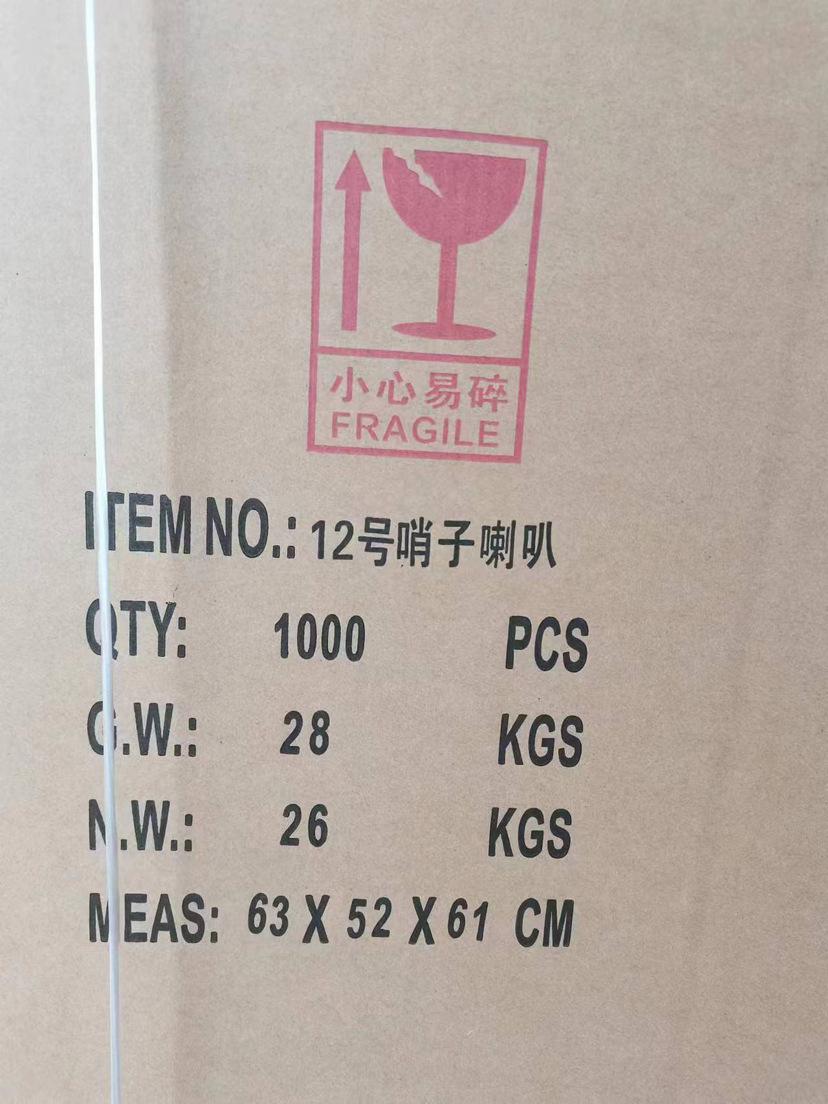 小心易碎
FRAGILE
ITEM NO.: 12号哨子喇叭
QTY: 1000 PCS
G.W.: 28 KGS
N.W.: 26 KGS
MEAS: 63 X 52 X 61 CM